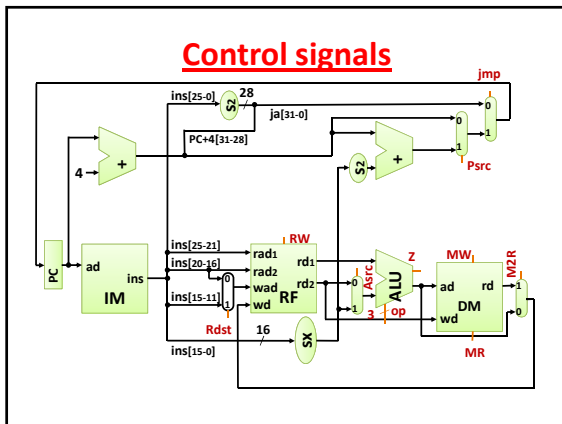 Control signals
jmp
ins[25-0] S2 28 0
ja[31-0]
0 1
PC+4[31-28]
1
4 + S2 + Psrc
PC
ins[25-21] RW
ins[20-16] rad1 rd1 Z MW M2R
ad ins rad2 rd2 0 Asrc ALU ad rd 1
IM 0 wad RF 1 DM
ins[15-11] 1 wd wd 0
Rdst 3 op
16 SX MR
ins[15-0]